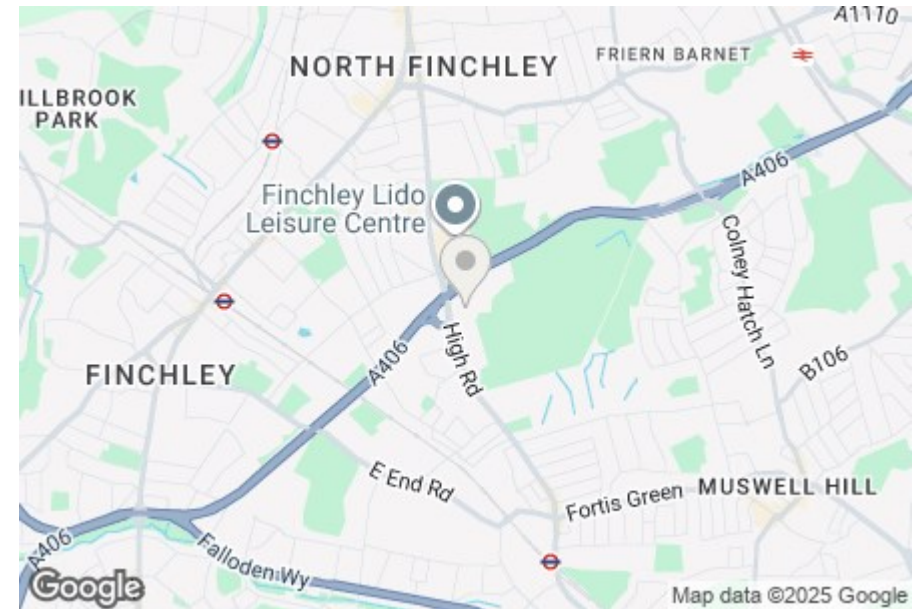 A1110
NORTH FINCHLEY
FRIERN BARNET
ILLBROOK
PARK
A406
Finchley Lido
Leisure Centre
Colney Hatch Ln
High Rd
A406
B106
FINCHLEY
E End Rd
Fortis Green
MUSWELL HILL
A406
Falloden Wy
Google
Map data ©2025 Google